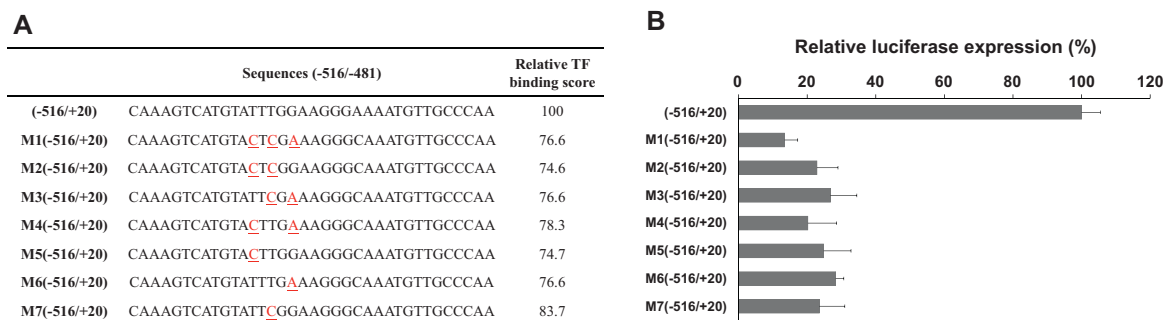 A
Sequences (-516/-481)
Relative TF
binding score
(-516/+20) CAAAGTCATGTATTTGGAAGGGAAAATGTTGCCCAA 100
M1(-516/+20) CAAAGTCATGTACTCGAAAGGGCAAATGTTGCCCAA 76.6
M2(-516/+20) CAAAGTCATGTACTCGGAAGGGCAAATGTTGCCCAA 74.6
M3(-516/+20) CAAAGTCATGTATTCGAAAGGGCAAATGTTGCCCAA 76.6
M4(-516/+20) CAAAGTCATGTACTTGAAAGGGCAAATGTTGCCCAA 78.3
M5(-516/+20) CAAAGTCATGTACTTGGAAGGGCAAATGTTGCCCAA 74.7
M6(-516/+20) CAAAGTCATGTATTTGAAAGGGCAAATGTTGCCCAA 76.6
M7(-516/+20) CAAAGTCATGTATTCGGAAGGGCAAATGTTGCCCAA 83.7
B
Relative luciferase expression (%)
0 20 40 60 80 100 120
(-516/+20)
M1(-516/+20)
M2(-516/+20)
M3(-516/+20)
M4(-516/+20)
M5(-516/+20)
M6(-516/+20)
M7(-516/+20)